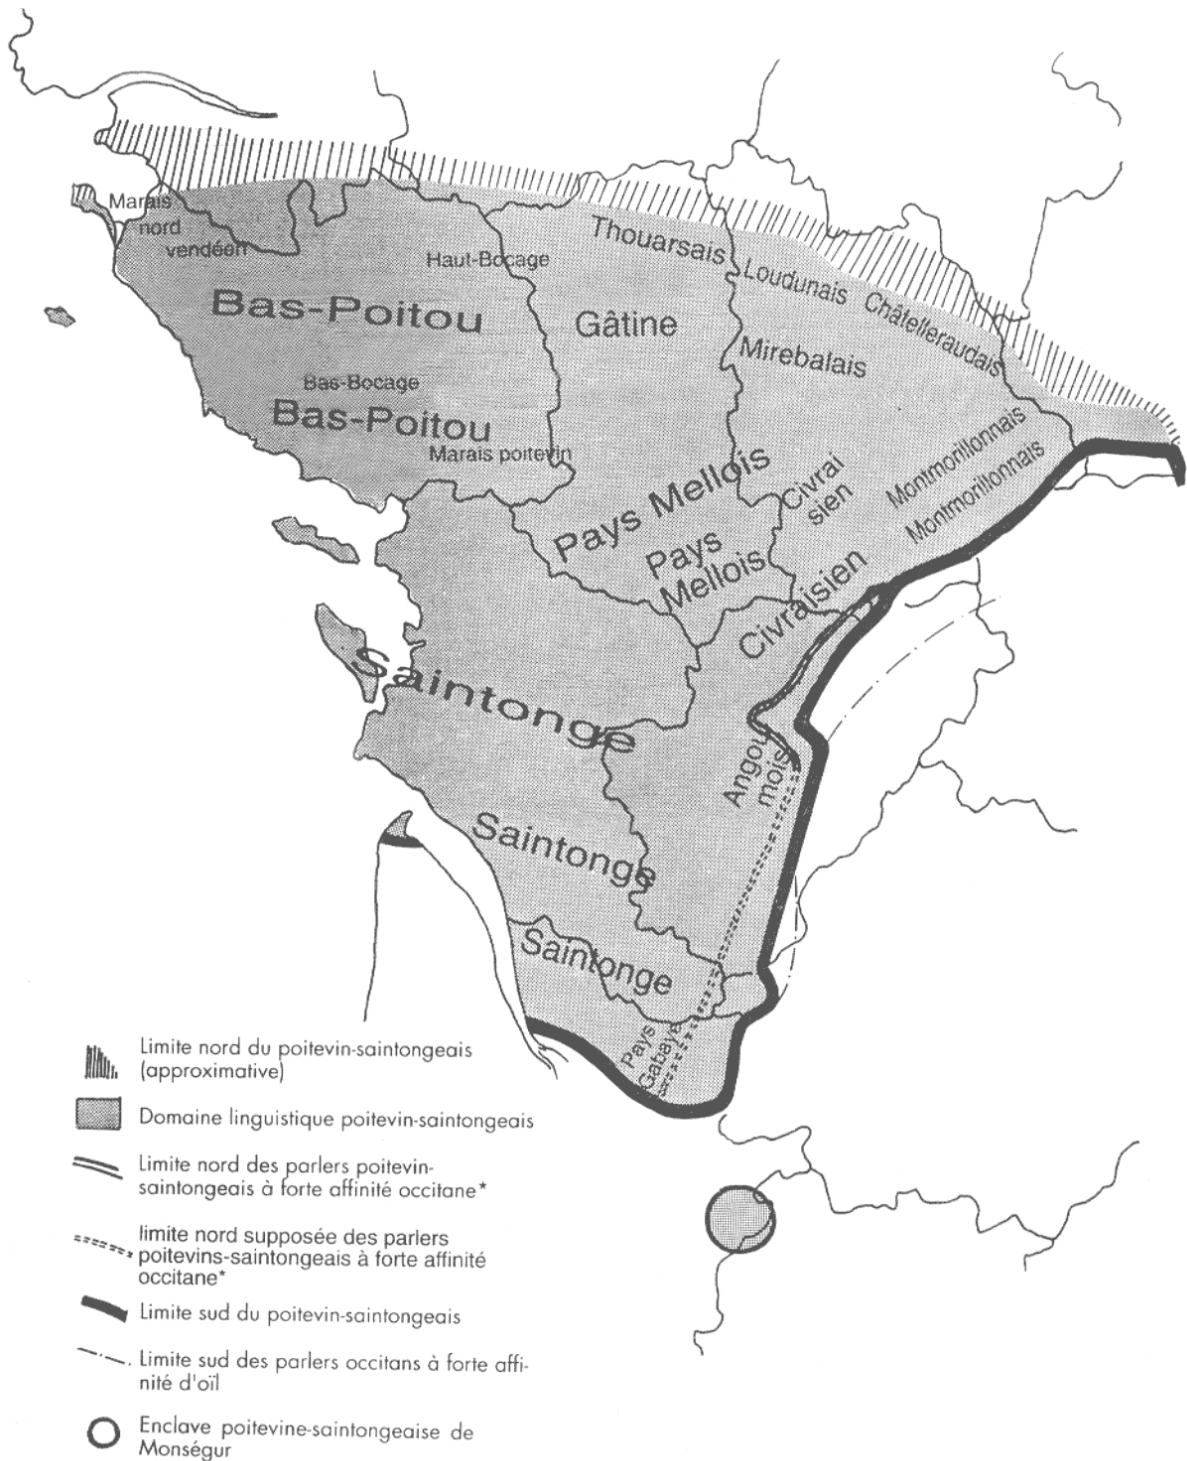 Marais
nord
vendéen
Haut-Bocage
Thouarsais
Loudunais
Châtelleraudais
Bas-Poitou
Gâtine
Mirebalais
Bas-Bocage
Bas-Poitou
Marais poitevin
Montmorillonnais
Montmorillonnais
Pays Mellois
Civrai
sien
Pays
Mellois
Civraisien
Saintonge
Angou
mois
Saintonge
Saintonge
Pays
Gabaye
Limite nord du poitevin-saintongeais
(approximative)
Domaine linguistique poitevin-saintongeais
Limite nord des parlers poitevin-
saintongeais à forte affinité occitane*
limite nord supposée des parlers
poitevins-saintongeais à forte affinité
occitane*
Limite sud du poitevin-saintongeais
Limite sud des parlers occitans à forte affi-
nité d'oïl
Enclave poitevine-saintongeaise de
Monségur